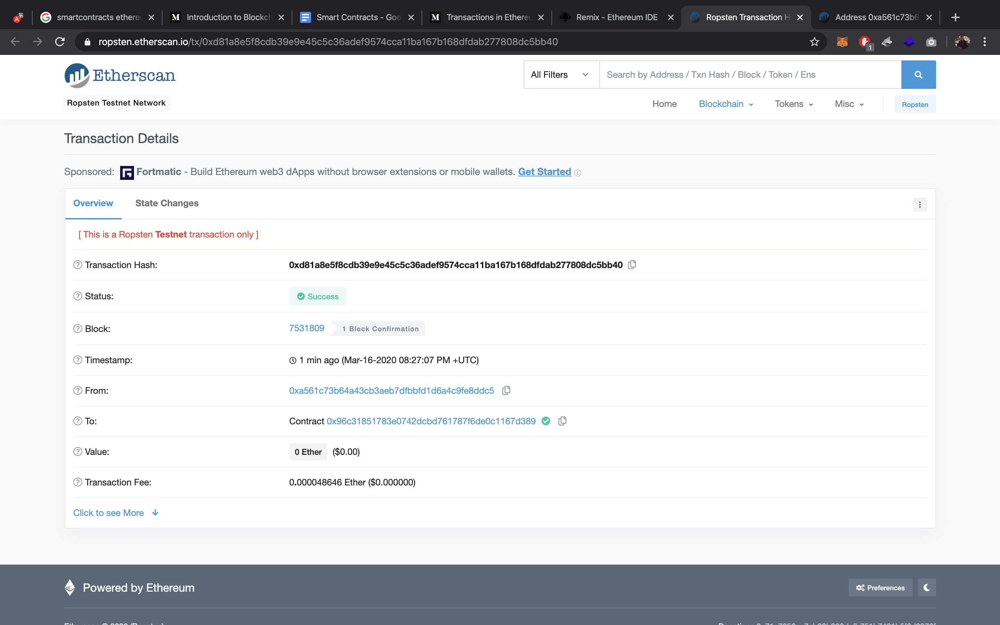 smartcontracts ethereu
Introduction to Blockch
Smart Contracts - Goo
Transactions in Ethereu
Remix - Ethereum IDE
Ropsten Transaction H
Address 0xa561c73b6
ropsten.etherscan.io/tx/0xd81a8e5f8cdb39e9e45c5c36adef9574cca11ba167b168dfdab277808dc5bb40
1
Etherscan
All Filters
Search by Address / Txn Hash / Block / Token / Ens
Ropsten Testnet Network
Home Blockchain Tokens Misc Ropsten
Transaction Details
Sponsored: Fortmatic - Build Ethereum web3 dApps without browser extensions or mobile wallets. Get Started
Overview State Changes
[ This is a Ropsten Testnet transaction only ]
Transaction Hash: 0xd81a8e5f8cdb39e9e45c5c36adef9574cca11ba167b168dfdab277808dc5bb40
Status: Success
Block: 7531809 1 Block Confirmation
Timestamp: 1 min ago (Mar-16-2020 08:27:07 PM +UTC)
From: 0xa561c73b64a43cb3aeb7dfbbfd1d6a4c9fe8ddc5
To: Contract 0x96c31851783e0742dcbd761787f6de0c1167d389
Value: 0 Ether ($0.00)
Transaction Fee: 0.000048646 Ether ($0.000000)
Click to see More
Powered by Ethereum
Preferences